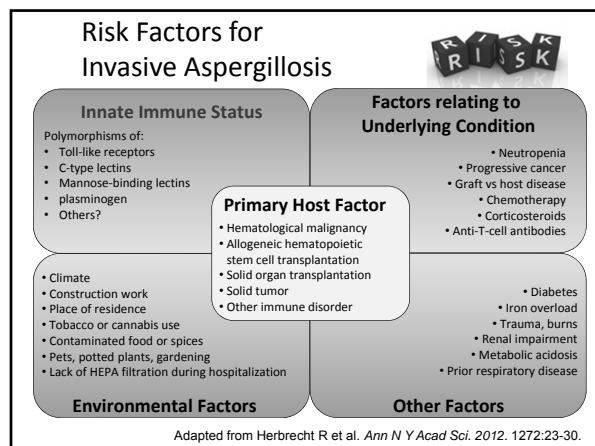 Risk Factors for
Invasive Aspergillosis
R I S K
R I S K
Innate Immune Status
Polymorphisms of:
• Toll-like receptors
• C-type lectins
• Mannose-binding lectins
• plasminogen
• Others?
Factors relating to
Underlying Condition
• Neutropenia
• Progressive cancer
• Graft vs host disease
• Chemotherapy
• Corticosteroids
• Anti-T-cell antibodies
Primary Host Factor
• Hematological malignancy
• Allogeneic hematopoietic
stem cell transplantation
• Solid organ transplantation
• Solid tumor
• Other immune disorder
• Climate
• Construction work
• Place of residence
• Tobacco or cannabis use
• Contaminated food or spices
• Pets, potted plants, gardening
• Lack of HEPA filtration during hospitalization
Environmental Factors
• Diabetes
• Iron overload
• Trauma, burns
• Renal impairment
• Metabolic acidosis
• Prior respiratory disease
Other Factors
Adapted from Herbrecht R et al. Ann N Y Acad Sci. 2012. 1272:23-30.